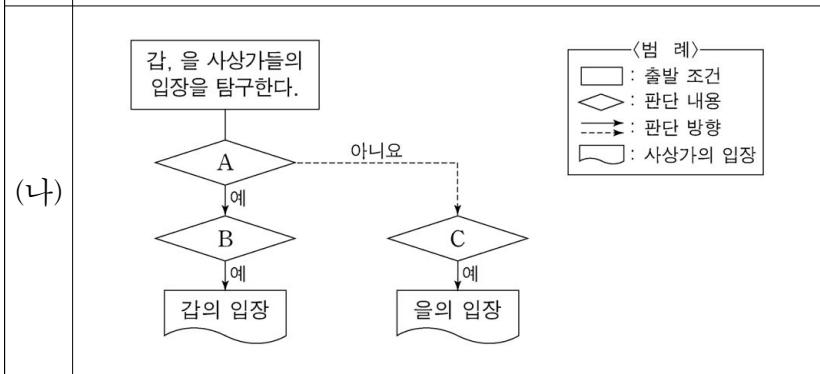 (나)
갑, 을 사상가들의
입장을 탐구한다.
A
아니요
예
B
C
예
예
갑의 입장
을의 입장
〈범 례〉
: 출발 조건
: 판단 내용
: 판단 방향
: 사상가의 입장